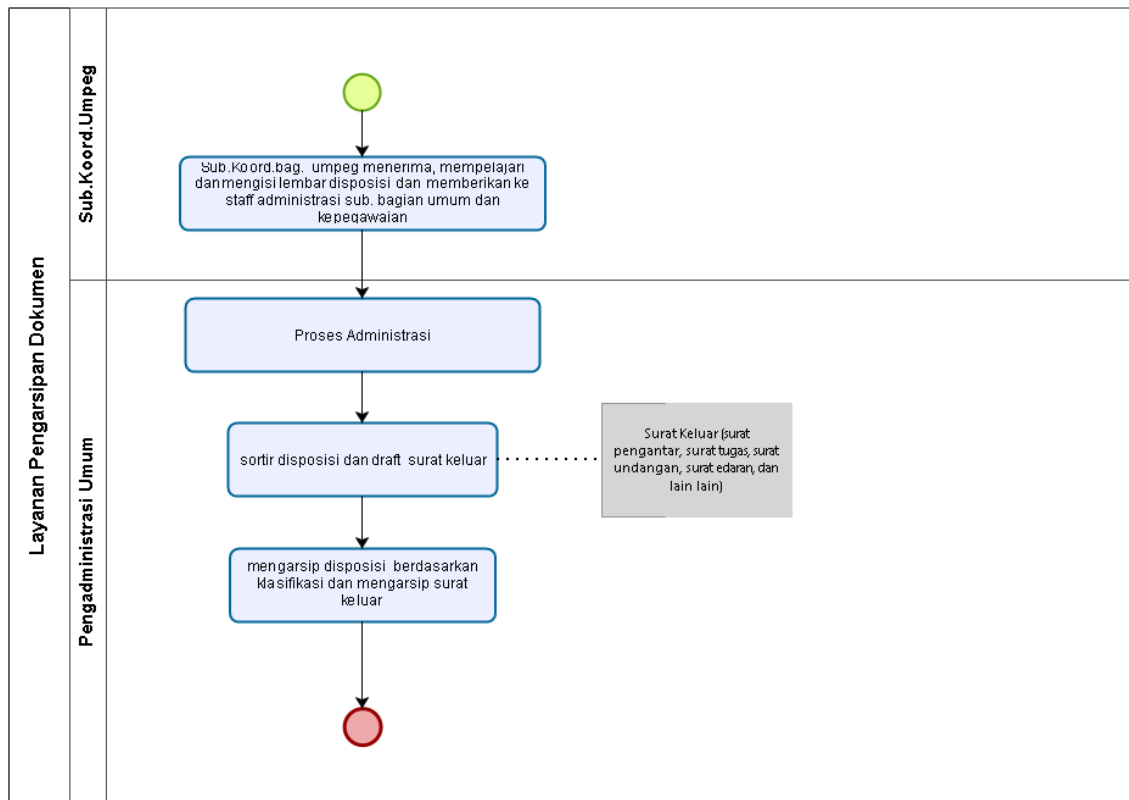 Layanan Pengarsipan Dokumen
Sub.Koord.Umpeg
Sub.Koord.bag. umpeg menerima, mempelajari
dan mengisi lembar disposisi dan memberikan ke
staff administrasi sub. bagian umum dan
kepegawaian
Pengadministrasi Umum
Proses Administrasi
sortir disposisi dan draft surat keluar
Surat Keluar (surat
pengantar, surat tugas, surat
undangan, surat edaran, dan
lain lain)
mengarsip disposisi berdasarkan
klasifikasi dan mengarsip surat
keluar